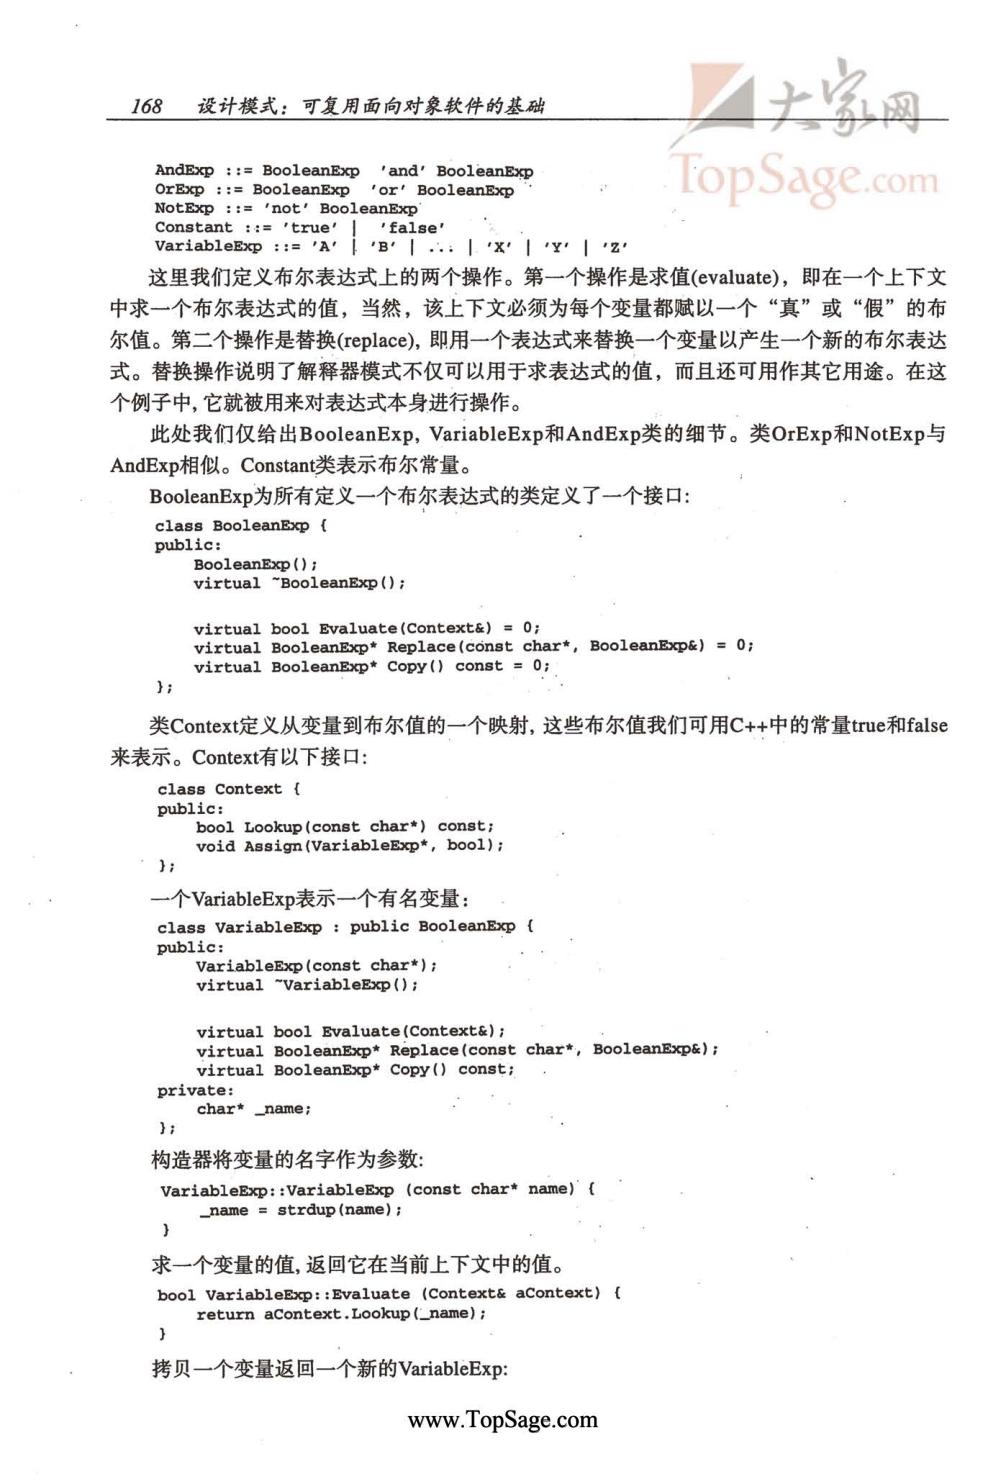 大家网
168 设计模式：可复用面向对象软件的基础
TopSage.com
AndExp ::= BooleanExp 'and' BooleanExp
OrExp ::= BooleanExp 'or' BooleanExp
NotExp ::= 'not' BooleanExp
Constant ::= 'true' | 'false'
VariableExp ::= 'A' | 'B' | ... | 'X' | 'Y' | 'Z'
这里我们定义布尔表达式上的两个操作。第一个操作是求值(evaluate)，即在一个上下文
中求一个布尔表达式的值，当然，该上下文必须为每个变量都赋以一个“真”或“假”的布
尔值。第二个操作是替换(replace), 即用一个表达式来替换一个变量以产生一个新的布尔表达
式。替换操作说明了解释器模式不仅可以用于求表达式的值，而且还可用作其它用途。在这
个例子中, 它就被用来对表达式本身进行操作。
此处我们仅给出BooleanExp, VariableExp和AndExp类的细节。类OrExp和NotExp与
AndExp相似。Constant类表示布尔常量。
BooleanExp为所有定义一个布尔表达式的类定义了一个接口:
class BooleanExp {
public:
BooleanExp();
virtual ~BooleanExp();
virtual bool Evaluate(Context&) = 0;
virtual BooleanExp* Replace(const char*, BooleanExp&) = 0;
virtual BooleanExp* Copy() const = 0;
};
类Context定义从变量到布尔值的一个映射, 这些布尔值我们可用C++中的常量true和false
来表示。Context有以下接口:
class Context {
public:
bool Lookup(const char*) const;
void Assign(VariableExp*, bool);
};
一个VariableExp表示一个有名变量：
class VariableExp : public BooleanExp {
public:
VariableExp(const char*);
virtual ~VariableExp();
virtual bool Evaluate(Context&);
virtual BooleanExp* Replace(const char*, BooleanExp&);
virtual BooleanExp* Copy() const;
private:
char* _name;
};
构造器将变量的名字作为参数:
VariableExp::VariableExp (const char* name) {
_name = strdup(name);
}
求一个变量的值, 返回它在当前上下文中的值。
bool VariableExp::Evaluate (Context& aContext) {
return aContext.Lookup(_name);
}
拷贝一个变量返回一个新的VariableExp:
www.TopSage.com